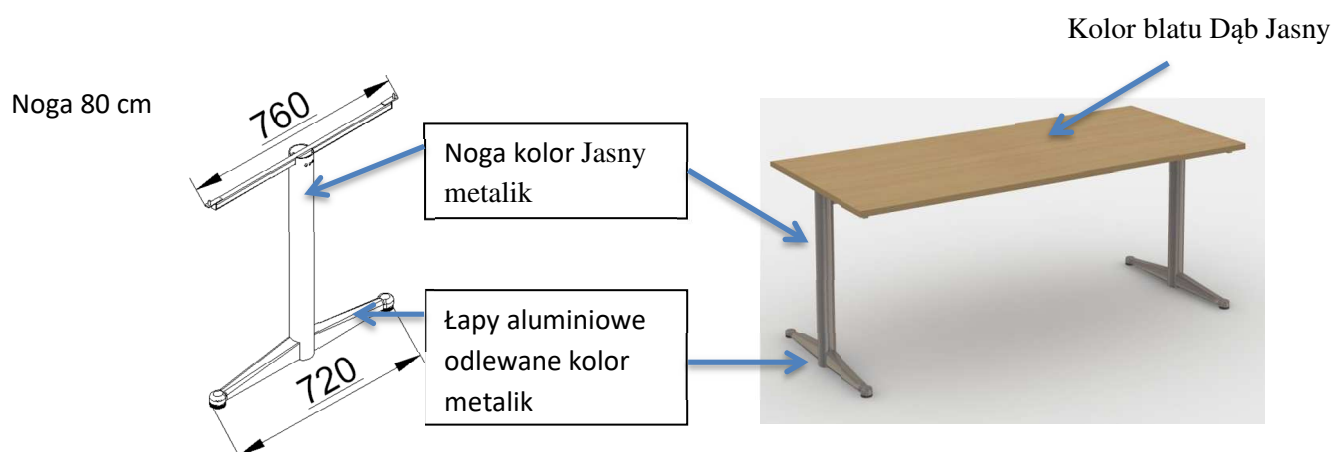 Kolor blatu Dąb Jasny
Noga 80 cm
760
Noga kolor Jasny
metalik
Łapy aluminiowe
odlewane kolor
metalik
720